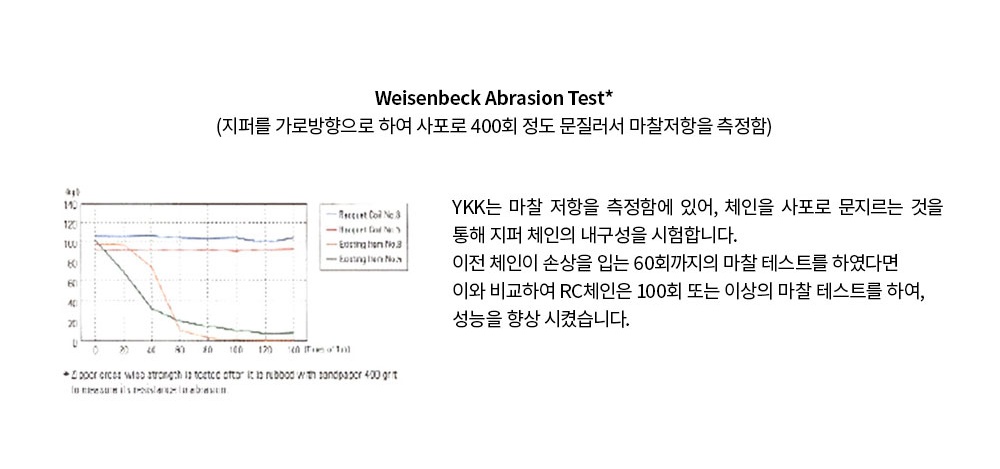 Weisenbeck Abrasion Test*
(지퍼를 가로방향으로 하여 사포로 400회 정도 문질러서 마찰저항을 측정함)
(kgf)
140
120
100
80
60
40
20
0
0 20 40 60 80 100 120 140 (Times of Test)
Racquet Coil No.3
Racquet Coil No.5
Existing Item No.3
Existing Item No.5
* Zipper cross wise strength is tested after it is rubbed with sandpaper 400 grit
to measure its resistance to abrasion.
YKK는 마찰 저항을 측정함에 있어, 체인을 사포로 문지르는 것을
통해 지퍼 체인의 내구성을 시험합니다.
이전 체인이 손상을 입는 60회까지의 마찰 테스트를 하였다면
이와 비교하여 RC체인은 100회 또는 이상의 마찰 테스트를 하여,
성능을 향상 시켰습니다.